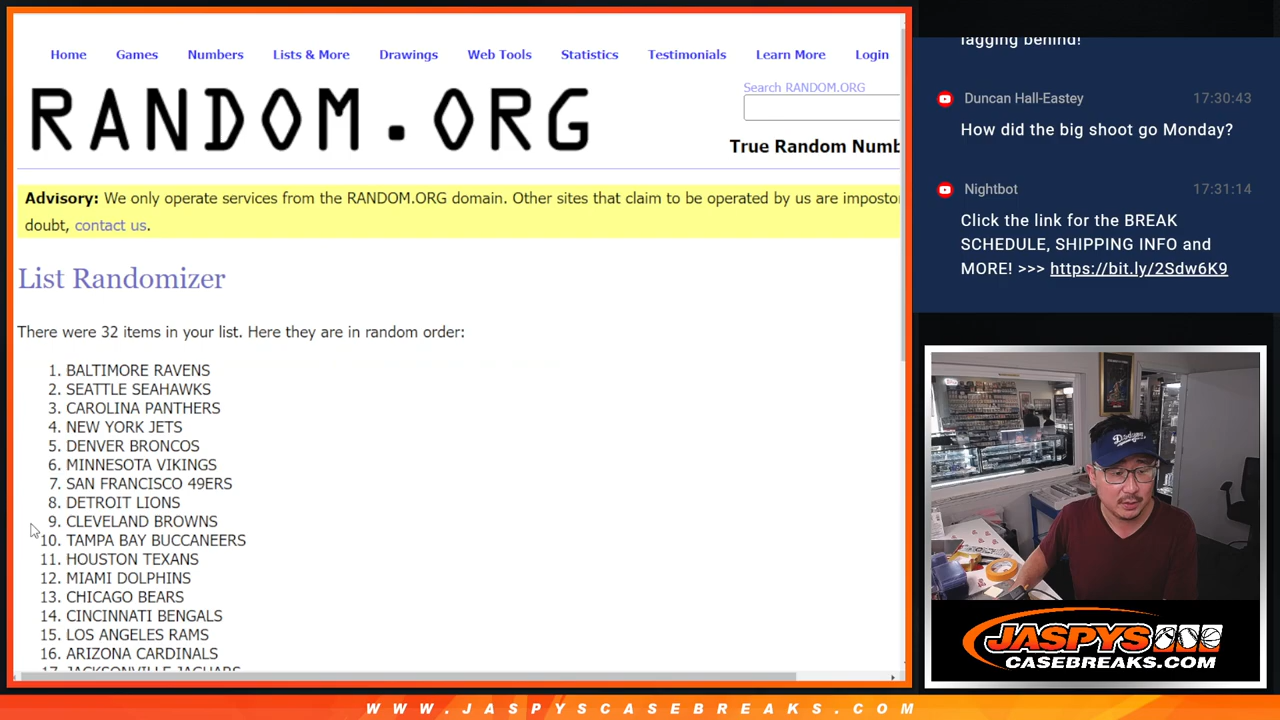 Home Games Numbers Lists & More Drawings Web Tools Statistics Testimonials Learn More Login
RANDOM.ORG
Search RANDOM.ORG
True Random Numb
Advisory: We only operate services from the RANDOM.ORG domain. Other sites that claim to be operated by us are impostor
doubt, contact us.
List Randomizer
There were 32 items in your list. Here they are in random order:
1. BALTIMORE RAVENS
2. SEATTLE SEAHAWKS
3. CAROLINA PANTHERS
4. NEW YORK JETS
5. DENVER BRONCOS
6. MINNESOTA VIKINGS
7. SAN FRANCISCO 49ERS
8. DETROIT LIONS
9. CLEVELAND BROWNS
10. TAMPA BAY BUCCANEERS
11. HOUSTON TEXANS
12. MIAMI DOLPHINS
13. CHICAGO BEARS
14. CINCINNATI BENGALS
15. LOS ANGELES RAMS
16. ARIZONA CARDINALS
17. JACKSONVILLE JAGUARS
lagging behind!
Duncan Hall-Eastey 17:30:43
How did the big shoot go Monday?
Nightbot 17:31:14
Click the link for the BREAK
SCHEDULE, SHIPPING INFO and
MORE! >>> https://bit.ly/2Sdw6K9
Dodgers
JASPYS
CASEBREAKS.COM
WWW.JASPYSCASEBREAKS.COM